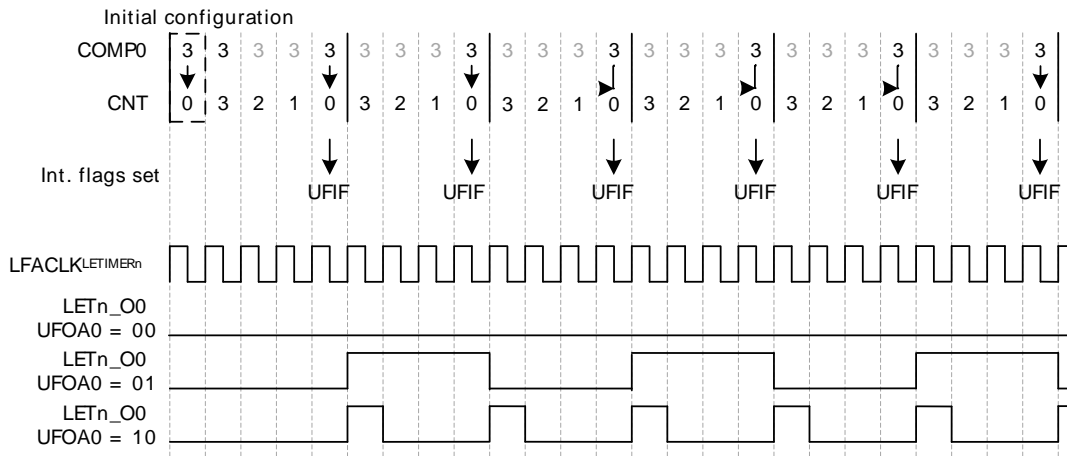 Initial configuration
COMP0 3 3 3 3 3 3 3 3 3 3 3 3 3 3 3 3 3 3 3 3 3 3 3 3 3
CNT 0 3 2 1 0 3 2 1 0 3 2 1 0 3 2 1 0 3 2 1 0 3 2 1 0
Int. flags set
UFIF UFIF UFIF UFIF UFIF UFIF
LFACLKLETIMERn
LETn_O0
UFOA0 = 00
LETn_O0
UFOA0 = 01
LETn_O0
UFOA0 = 10